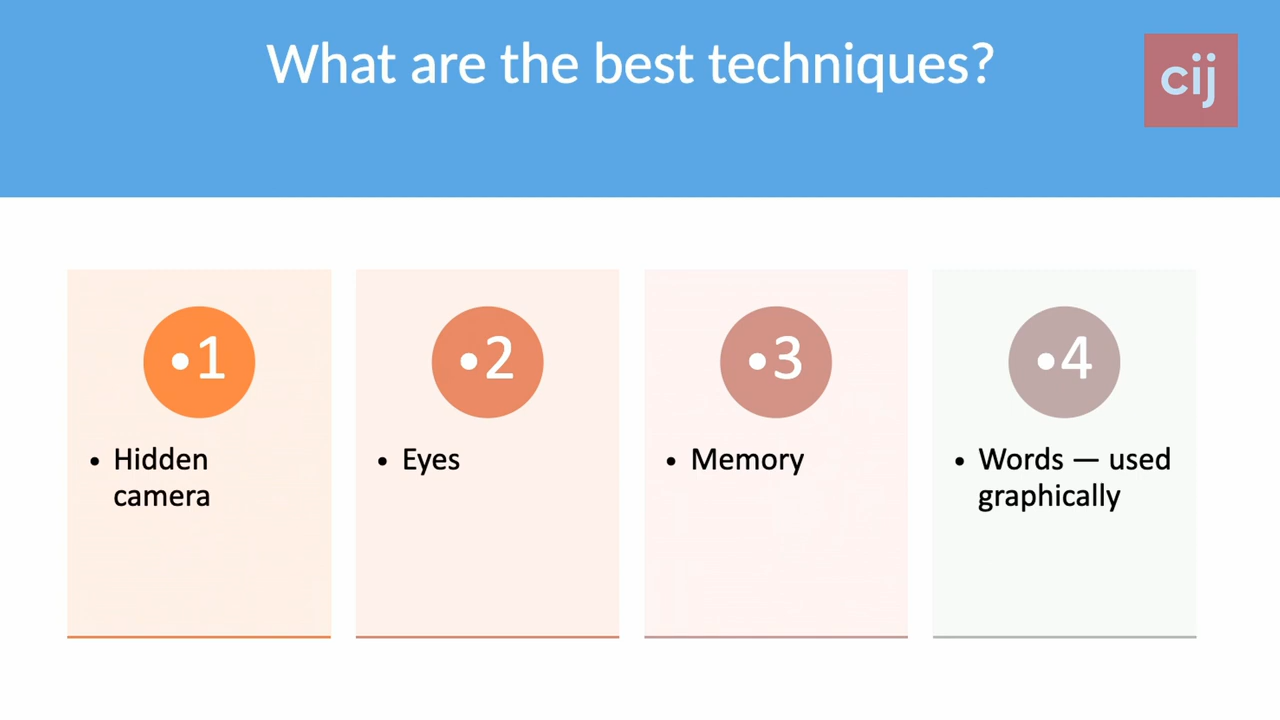 What are the best techniques?
cij
•1
• Hidden
camera
•2
• Eyes
•3
• Memory
•4
• Words — used
graphically